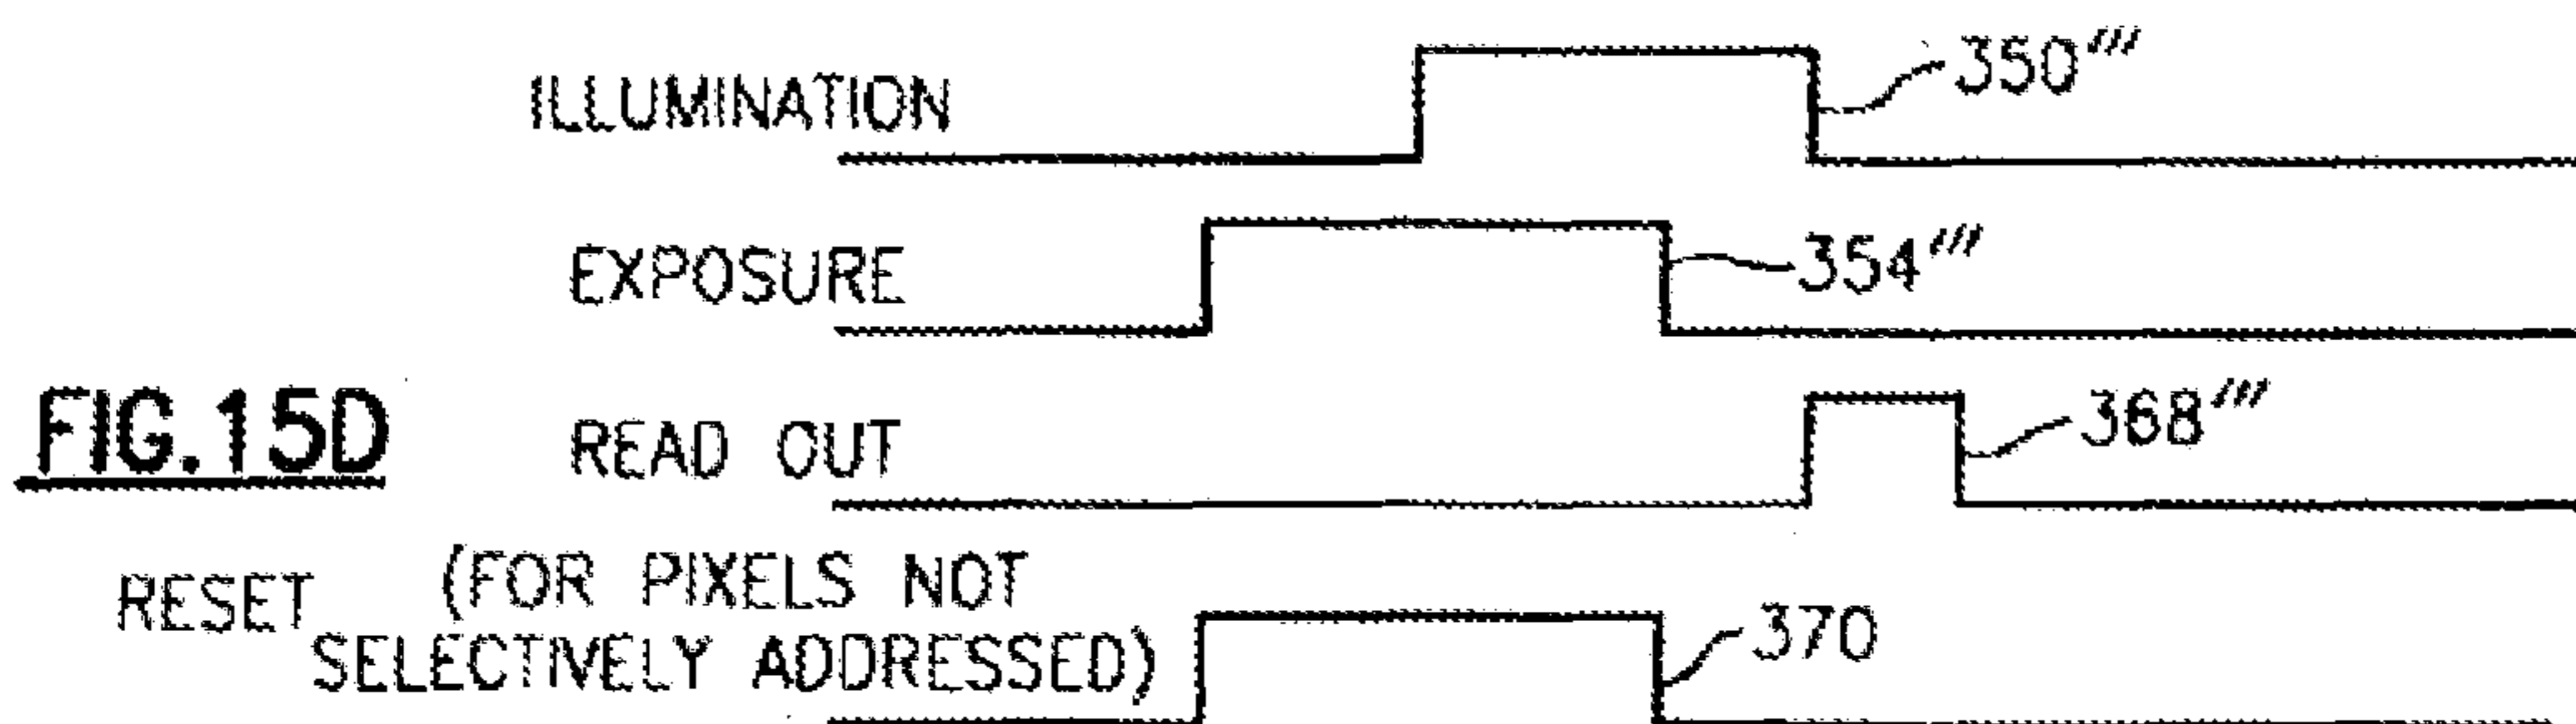 ILLUMINATION
350‴
EXPOSURE
354‴
FIG.15D
READ OUT
368‴
RESET (FOR PIXELS NOT
SELECTIVELY ADDRESSED)
370